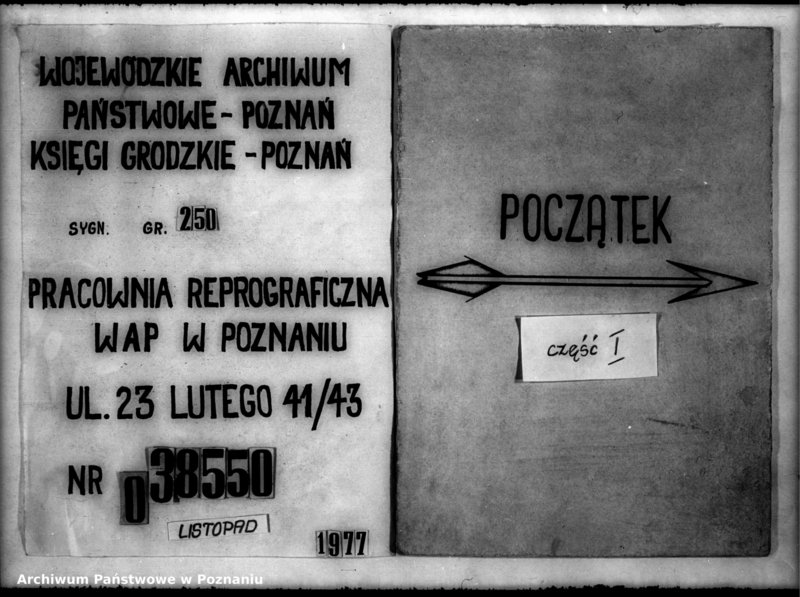 WOJEWÓDZKIE ARCHIWUM
PAŃSTWOWE - POZNAŃ
KSIĘGI GRODZKIE - POZNAŃ
SYGN. GR. 250
PRACOWNIA REPROGRAFICZNA
WAP W POZNANIU
UL. 23 LUTEGO 41/43
NR 038550
LISTOPAD
1977
POCZĄTEK
część I
Archiwum Państwowe w Poznaniu